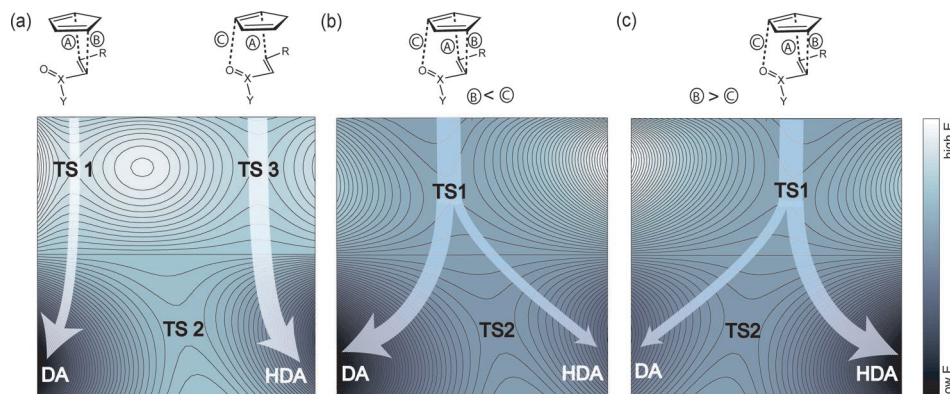 (a)
A
B
R
O
X
Y
C
A
R
O
X
Y
(b)
C
A
B
R
O
X
Y
B < C
(c)
C
A
B
R
O
X
Y
B > C
TS 1
TS 3
TS 2
DA
HDA
TS1
TS2
DA
HDA
TS1
TS2
DA
HDA
high E
low E